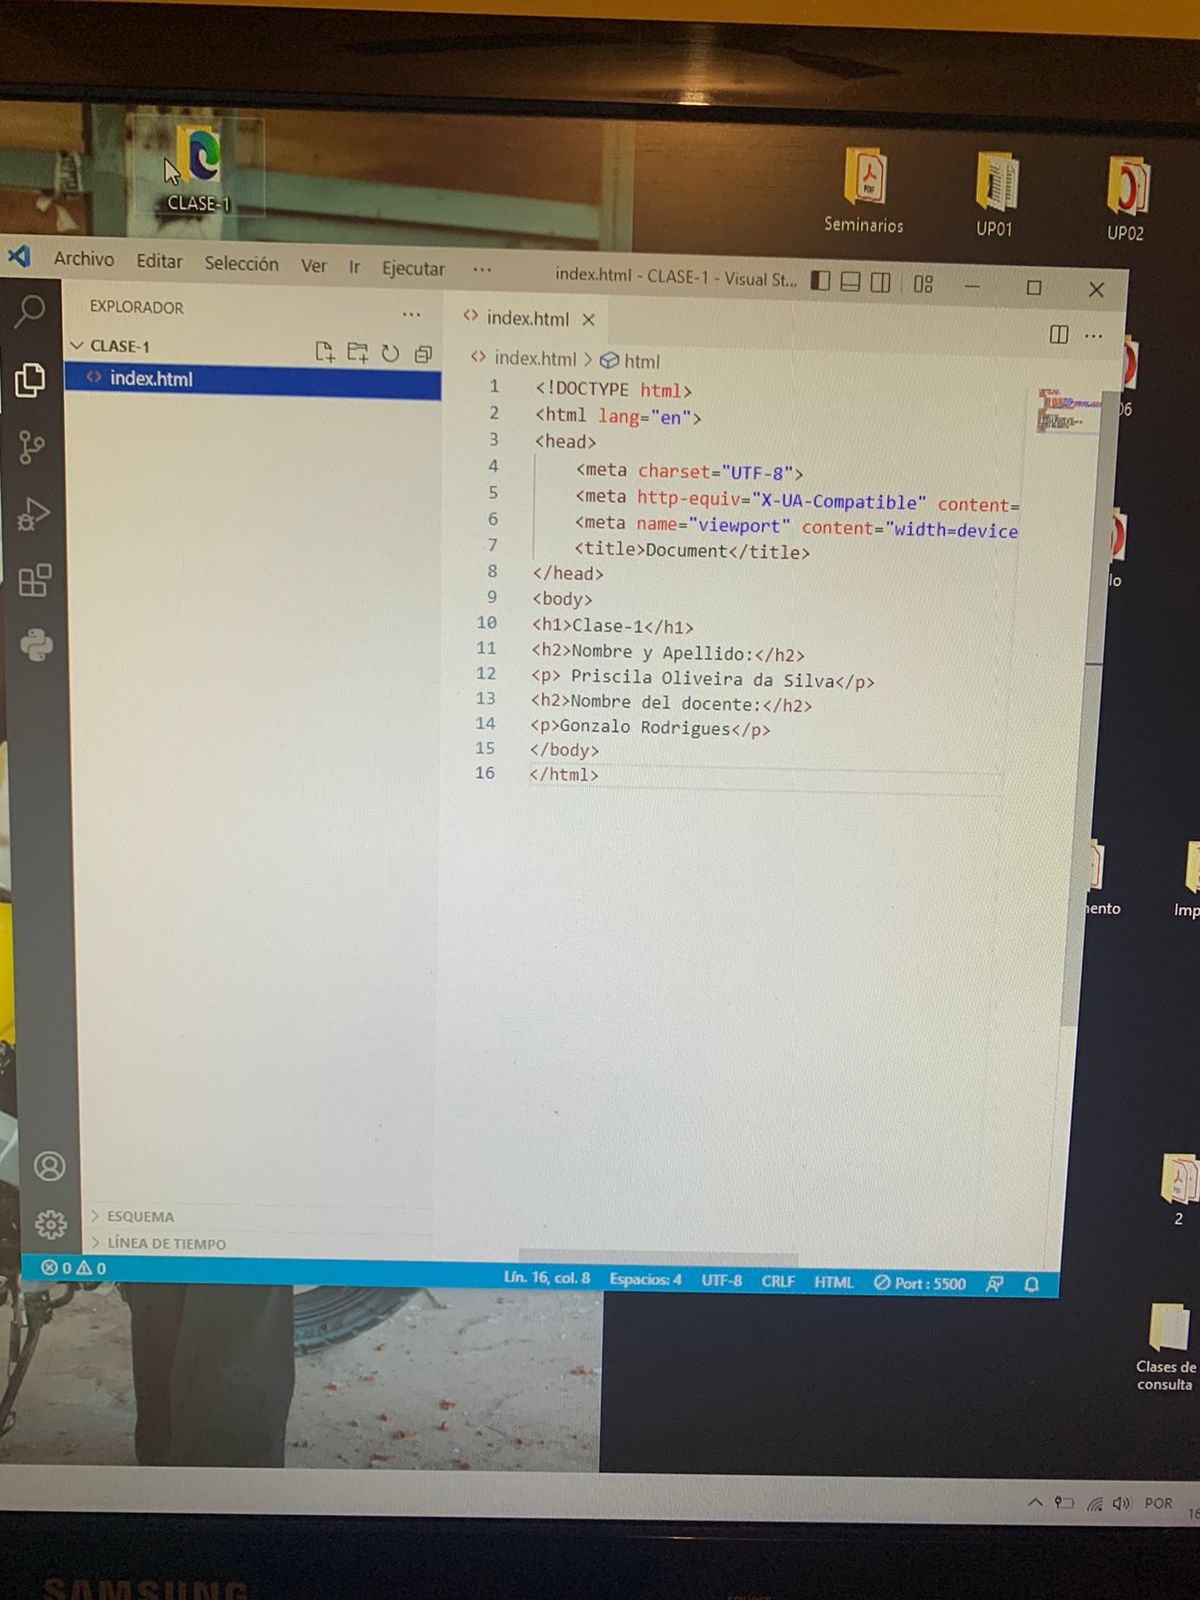 CLASE-1
Seminarios
UP01
UP02
Archivo Editar Selección Ver Ir Ejecutar ···
index.html - CLASE-1 - Visual St...
EXPLORADOR ···
index.html
CLASE-1
index.html > html
index.html
1 <!DOCTYPE html>
2 <html lang="en">
3 <head>
4 <meta charset="UTF-8">
5 <meta http-equiv="X-UA-Compatible" content=
6 <meta name="viewport" content="width=device
7 <title>Document</title>
8 </head>
9 <body>
10 <h1>Clase-1</h1>
11 <h2>Nombre y Apellido:</h2>
12 <p> Priscila Oliveira da Silva</p>
13 <h2>Nombre del docente:</h2>
14 <p>Gonzalo Rodrigues</p>
15 </body>
16 </html>
06
lo
ento
Imp
2
ESQUEMA
LÍNEA DE TIEMPO
0 0
Lín. 16, col. 8 Espacios: 4 UTF-8 CRLF HTML Port : 5500
Clases de
consulta
POR
16
SAMSUNG